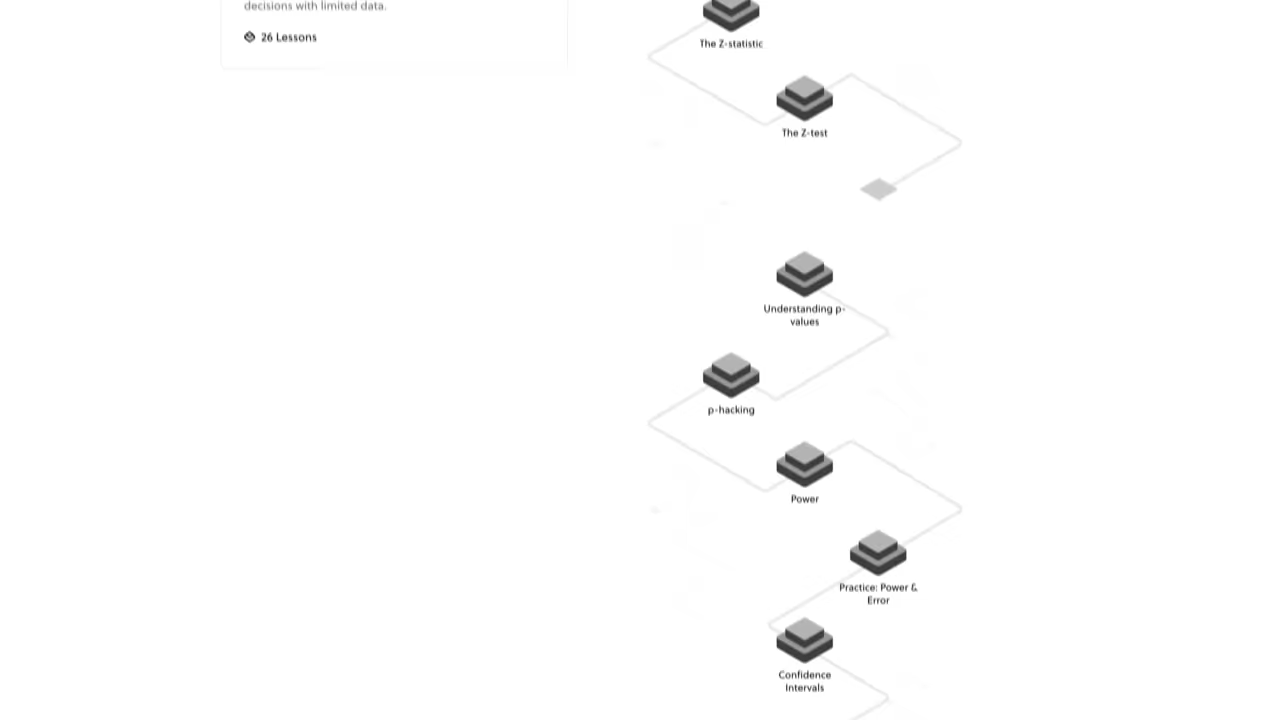 decisions with limited data.
26 Lessons
The Z-statistic
The Z-test
Understanding p-
values
p-hacking
Power
Practice: Power &
Error
Confidence
Intervals